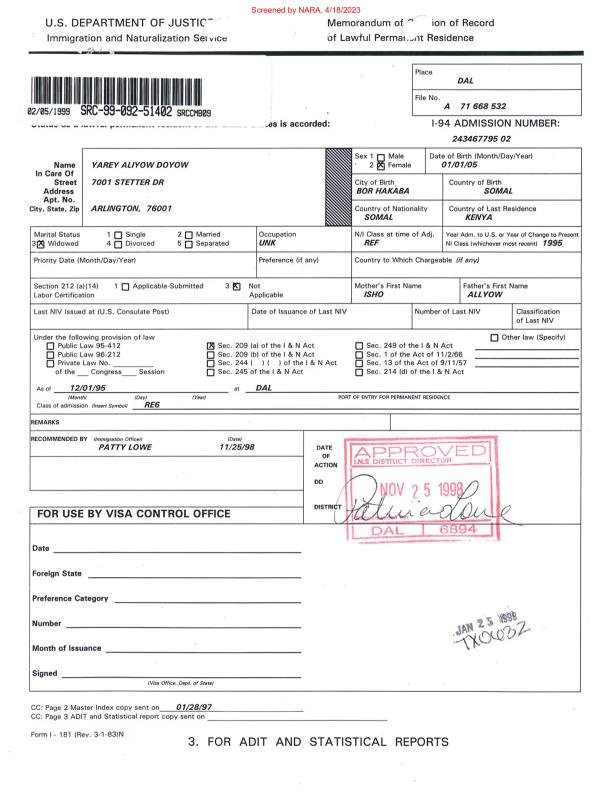 Screened by NARA, 4/18/2023
U.S. DEPARTMENT OF JUSTIC
Immigration and Naturalization Service
Memorandum of ion of Record
of Lawful Permanent Residence
02/05/1999 SRC-99-092-51402 SRCCMB09
Place
DAL
File No.
A 71 668 532
es is accorded:
I-94 ADMISSION NUMBER:
243467795 02
Name
In Care Of
Street
Address
Apt. No.
City, State, Zip
YAREY ALIYOW DOYOW
7001 STETTER DR
ARLINGTON, 76001
Sex 1 Male
2 X Female
Date of Birth (Month/Day/Year)
01/01/05
City of Birth
BOR HAKABA
Country of Birth
SOMAL
Country of Nationality
SOMAL
Country of Last Residence
KENYA
Marital Status 1 Single 2 Married
3 X Widowed 4 Divorced 5 Separated
Occupation
UNK
N/I Class at time of Adj.
REF
Year Adm. to U.S. or Year of Change to Present
NI Class (whichever most recent) 1995
Priority Date (Month/Day/Year)
Preference (if any)
Country to Which Chargeable (if any)
Section 212 (a)(14) 1 Applicable-Submitted 3 X Not
Labor Certification Applicable
Mother's First Name
ISHO
Father's First Name
ALLYOW
Last NIV Issued at (U.S. Consulate Post)
Date of Issuance of Last NIV
Number of Last NIV
Classification
of Last NIV
Under the following provision of law
Public Law 95-412
Public Law 96-212
Private Law No.
of the Congress Session
X Sec. 209 (a) of the I & N Act
Sec. 209 (b) of the I & N Act
Sec. 244 ( ) ( ) of the I & N Act
Sec. 245 of the I & N Act
Sec. 249 of the I & N Act
Sec. 1 of the Act of 11/2/66
Sec. 13 of the Act of 9/11/57
Sec. 214 (d) of the I & N Act
Other law (Specify)
As of 12/01/95 at DAL
(Month) (Day) (Year) PORT OF ENTRY FOR PERMANENT RESIDENCE
Class of admission (Insert Symbol) RE6
REMARKS
RECOMMENDED BY (Immigration Officer) (Date)
PATTY LOWE 11/25/98
DATE
OF
ACTION
DD
DISTRICT
APPROVED
INS DISTRICT DIRECTOR
NOV 25 1998
Patricia Lowe
DAL 6894
FOR USE BY VISA CONTROL OFFICE
Date
Foreign State
Preference Category
Number
Month of Issuance
Signed
(Visa Office, Dept. of State)
JAN 25 1999
CC: Page 2 Master Index copy sent on 01/28/97
CC: Page 3 ADIT and Statistical report copy sent on
Form I - 181 (Rev. 3-1-83)N
3. FOR ADIT AND STATISTICAL REPORTS